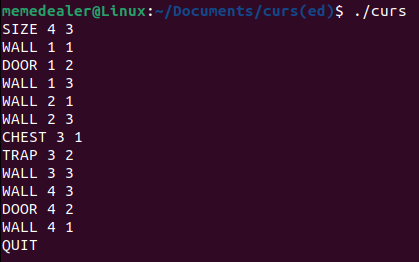 memedealer@Linux:~/Documents/curs(ed)$ ./curs
SIZE 4 3
WALL 1 1
DOOR 1 2
WALL 1 3
WALL 2 1
WALL 2 3
CHEST 3 1
TRAP 3 2
WALL 3 3
WALL 4 3
DOOR 4 2
WALL 4 1
QUIT